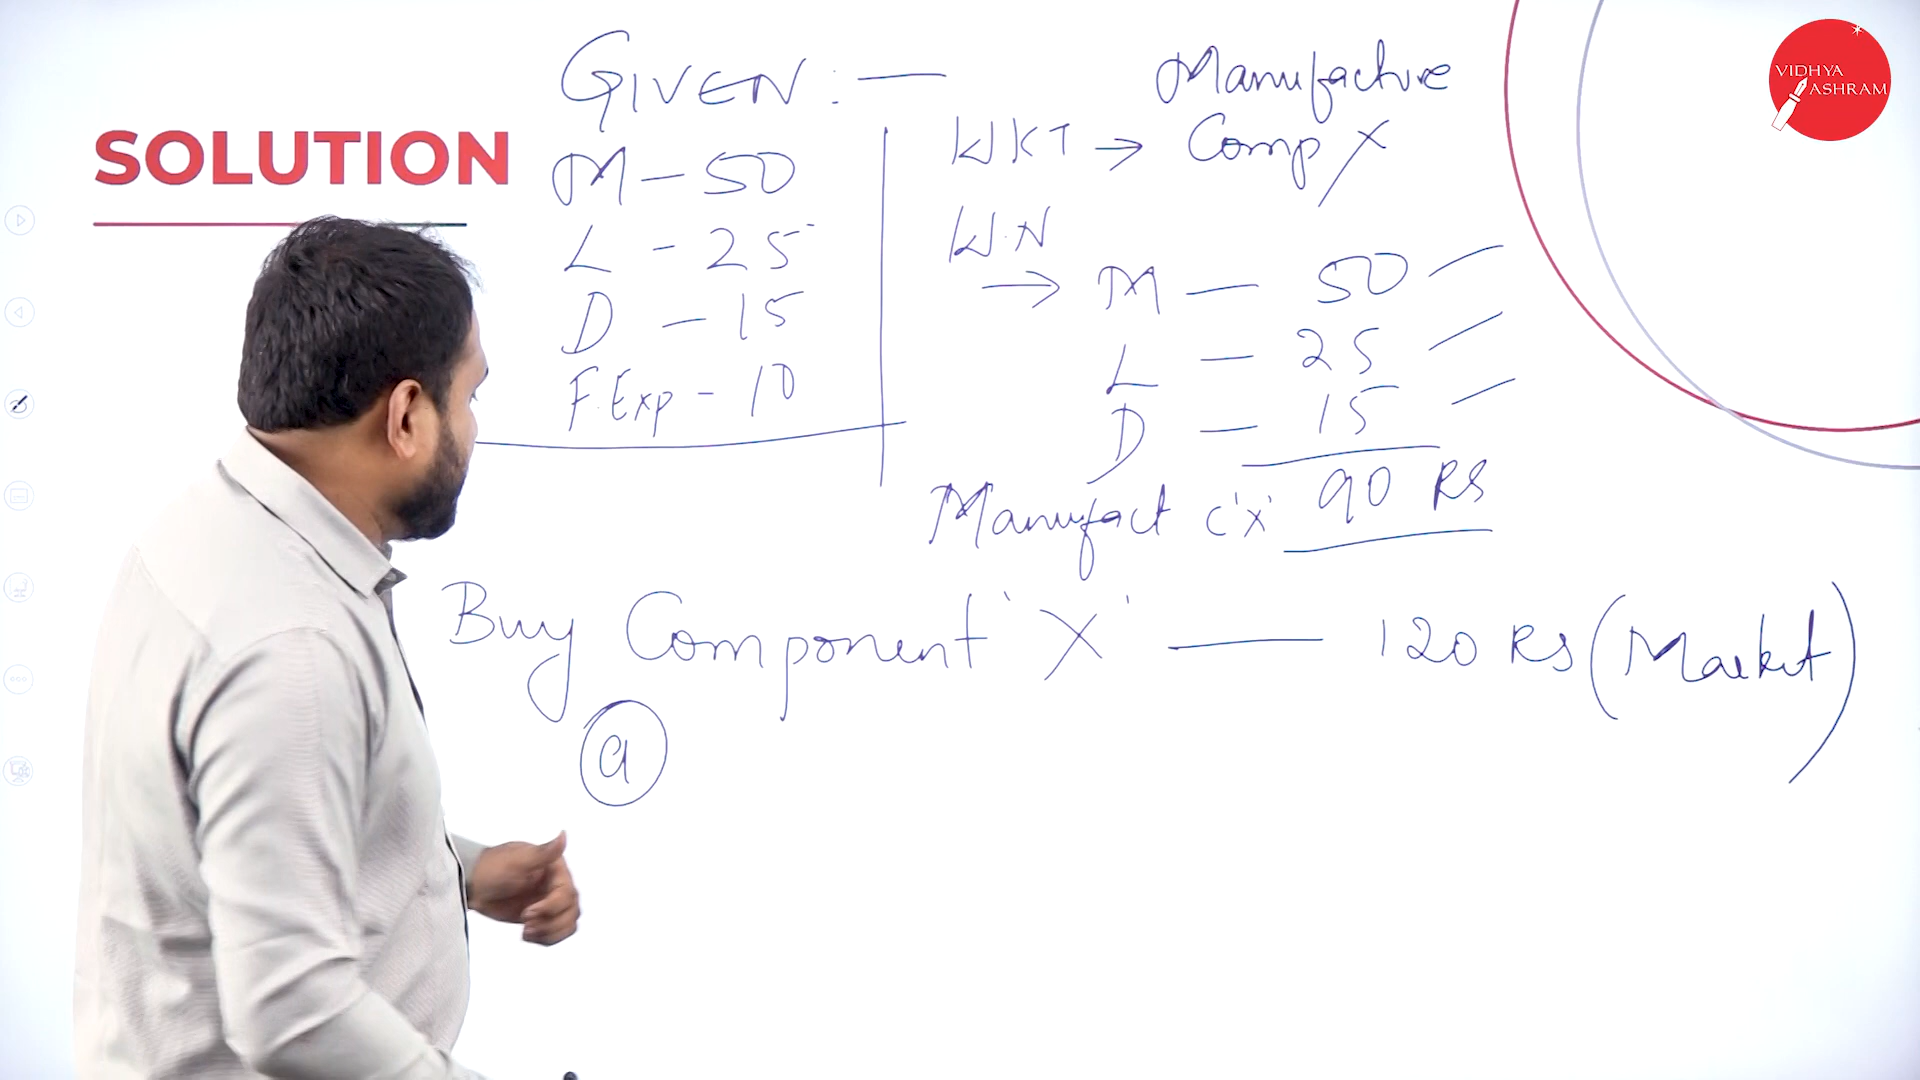 SOLUTION
GIVEN : —
M — 50
L - 25
D — 15
F. Exp - 10
Manufacture
WKT → Comp X
W.N
→ M — 50
L — 25
D — 15
Manufact C 'X' 90 RS
Buy Component 'X' — 120 RS (Market)
a
VIDHYA
ASHRAM